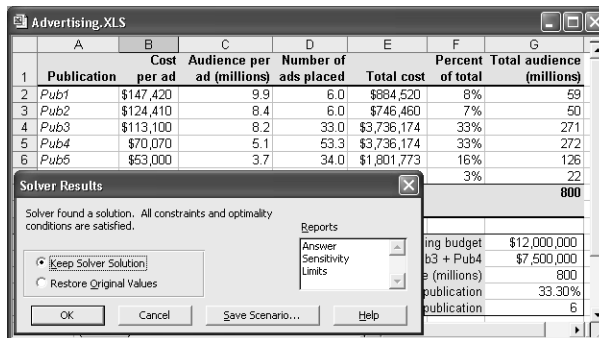 Advertising.XLS
A B C D E F G
Cost Audience per Number of Percent Total audience
1 Publication per ad ad (millions) ads placed Total cost of total (millions)
2 Pub1 $147,420 9.9 6.0 $884,520 8% 59
3 Pub2 $124,410 8.4 6.0 $746,460 7% 50
4 Pub3 $113,100 8.2 33.0 $3,736,174 33% 271
5 Pub4 $70,070 5.1 53.3 $3,736,174 33% 272
6 Pub5 $53,000 3.7 34.0 $1,801,773 16% 126
3% 22
800
Solver Results
Solver found a solution. All constraints and optimality
conditions are satisfied.
Reports
Answer
Sensitivity
Limits
Keep Solver Solution
Restore Original Values
OK Cancel Save Scenario... Help
budget $12,000,000
+ Pub4 $7,500,000
(millions) 800
publication 33.30%
publication 6